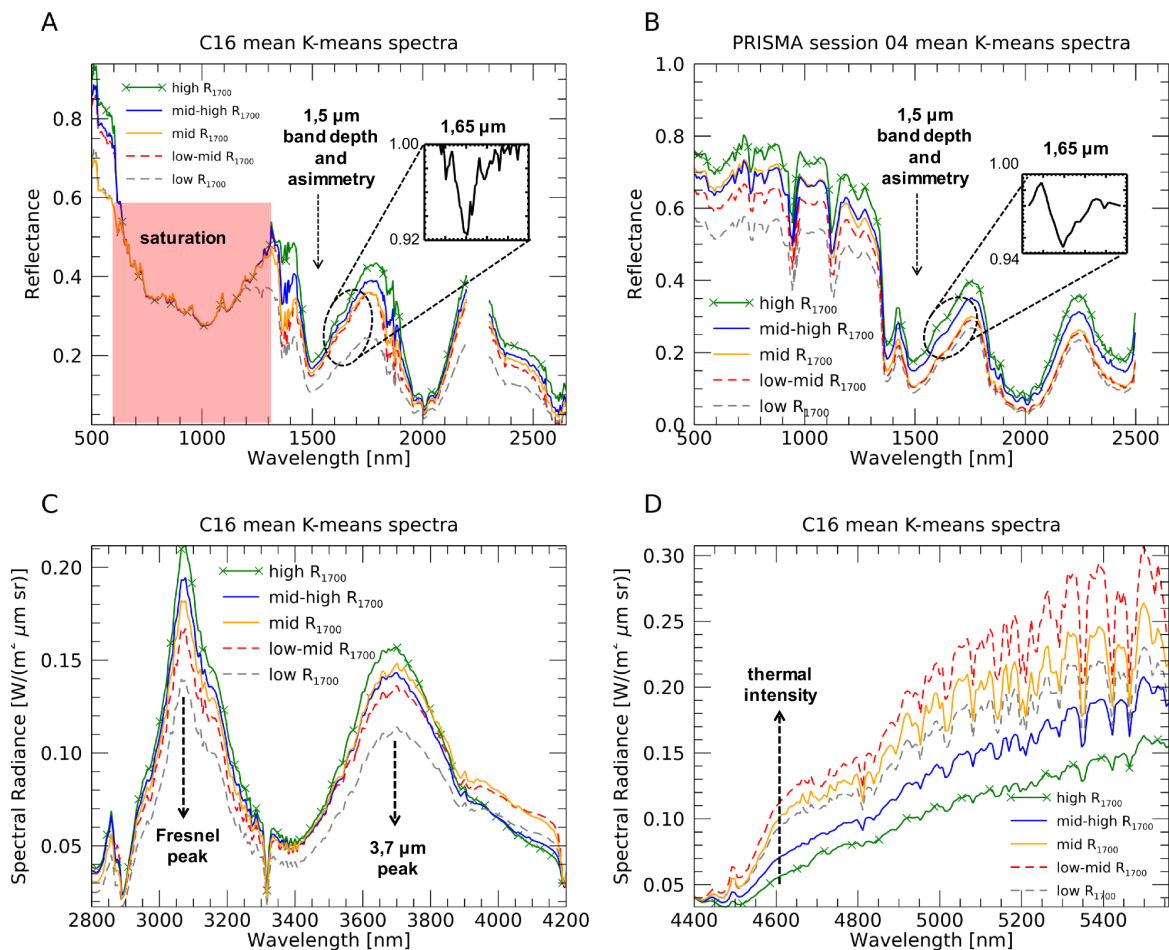 A
C16 mean K-means spectra
high R1700
mid-high R1700
mid R1700
low-mid R1700
low R1700
1,5 µm
band depth
and
asimmetry
1,65 µm
1.00
0.92
saturation
Reflectance
0.8
0.6
0.4
0.2
500 1000 1500 2000 2500
Wavelength [nm]
B
PRISMA session 04 mean K-means spectra
1,5 µm
band depth
and
asimmetry
1,65 µm
1.00
0.94
high R1700
mid-high R1700
mid R1700
low-mid R1700
low R1700
Reflectance
1.0
0.8
0.6
0.4
0.2
0.0
500 1000 1500 2000 2500
Wavelength [nm]
C
C16 mean K-means spectra
high R1700
mid-high R1700
mid R1700
low-mid R1700
low R1700
Fresnel
peak
3,7 µm
peak
Spectral Radiance [W/(m² µm sr)]
0.20
0.15
0.10
0.05
2800 3000 3200 3400 3600 3800 4000 4200
Wavelength [nm]
D
C16 mean K-means spectra
thermal
intensity
high R1700
mid-high R1700
mid R1700
low-mid R1700
low R1700
Spectral Radiance [W/(m² µm sr)]
0.30
0.25
0.20
0.15
0.10
0.05
4400 4600 4800 5000 5200 5400
Wavelength [nm]